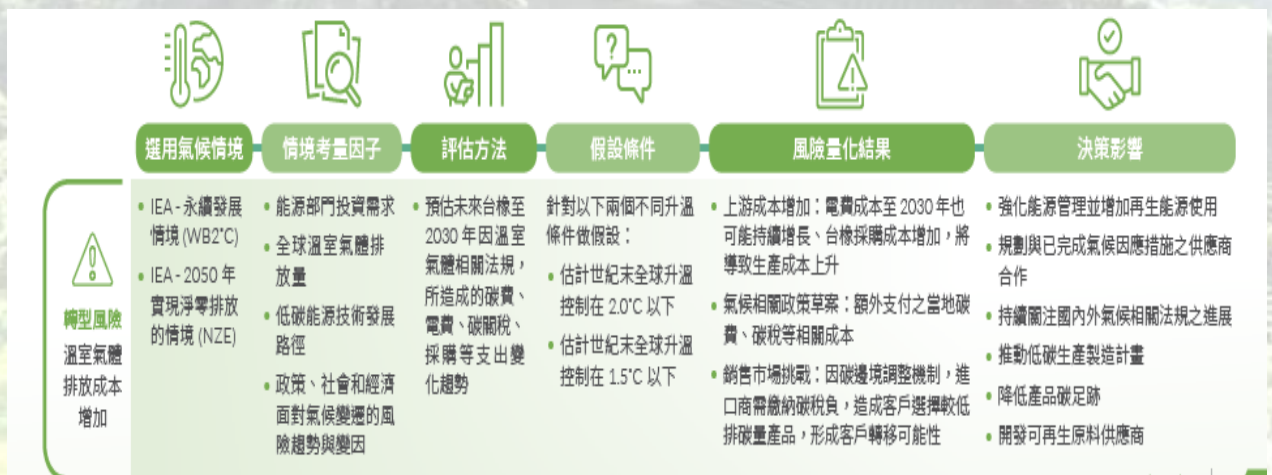 選用氣候情境
情境考量因子
評估方法
假設條件
風險量化結果
決策影響
轉型風險
溫室氣體
排放成本
增加
• IEA - 永續發展
情境 (WB2°C)
• IEA - 2050 年
實現淨零排放
的情境 (NZE)
• 能源部門投資需求
• 全球溫室氣體排
放量
• 低碳能源技術發展
路徑
• 政策、社會和經濟
面對氣候變遷的風
險趨勢與變因
• 預估未來台橡至
2030 年因溫室
氣體相關法規，
所造成的碳費、
電費、碳關稅、
採購等支出變
化趨勢
針對以下兩個不同升溫
條件做假設：
• 估計世紀末全球升溫
控制在 2.0°C 以下
• 估計世紀末全球升溫
控制在 1.5°C 以下
• 上游成本增加：電費成本至 2030 年也
可能持續增長、台橡採購成本增加，將
導致生產成本上升
• 氣候相關政策草案：額外支付之當地碳
費、碳稅等相關成本
• 銷售市場挑戰：因碳邊境調整機制，進
口商需繳納碳稅負，造成客戶選擇較低
排碳量產品，形成客戶轉移可能性
• 強化能源管理並增加再生能源使用
• 規劃與已完成氣候因應措施之供應商
合作
• 持續關注國內外氣候相關法規之進展
• 推動低碳生產製造計畫
• 降低產品碳足跡
• 開發可再生原料供應商